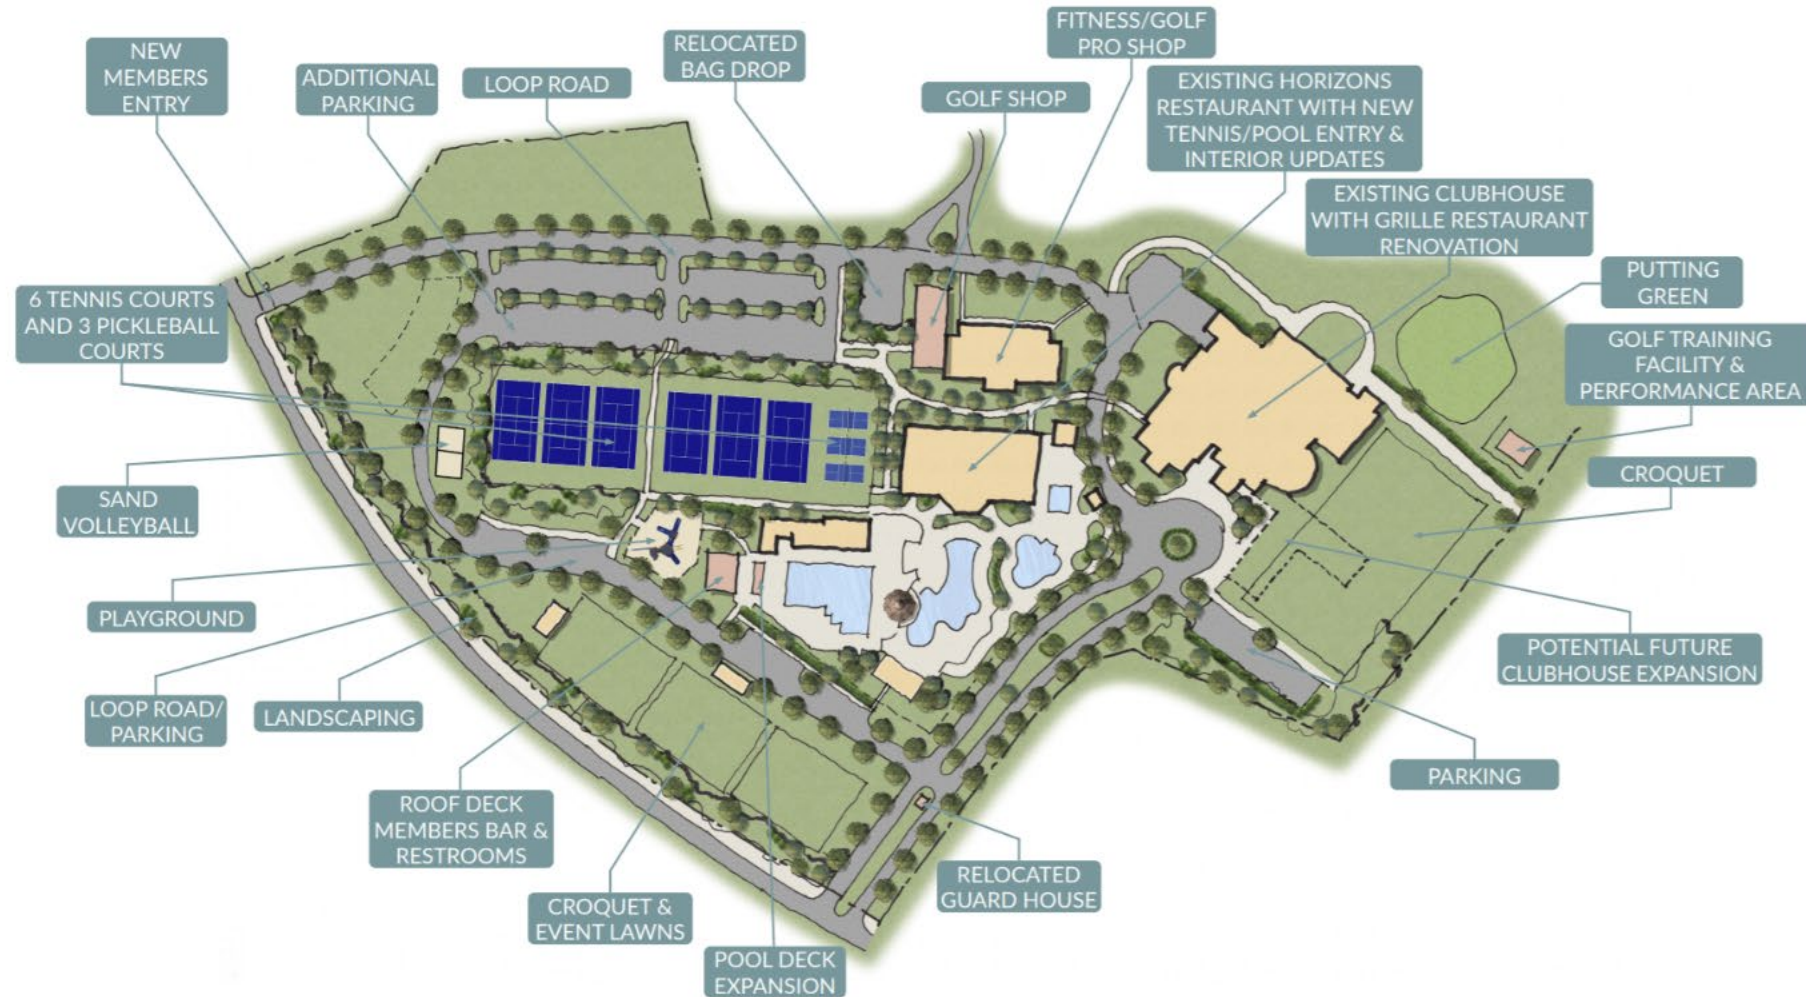 NEW
MEMBERS
ENTRY
ADDITIONAL
PARKING
LOOP ROAD
RELOCATED
BAG DROP
GOLF SHOP
FITNESS/GOLF
PRO SHOP
EXISTING HORIZONS
RESTAURANT WITH NEW
TENNIS/POOL ENTRY &
INTERIOR UPDATES
EXISTING CLUBHOUSE
WITH GRILLE RESTAURANT
RENOVATION
PUTTING
GREEN
GOLF TRAINING
FACILITY &
PERFORMANCE AREA
CROQUET
POTENTIAL FUTURE
CLUBHOUSE EXPANSION
PARKING
RELOCATED
GUARD HOUSE
POOL DECK
EXPANSION
CROQUET &
EVENT LAWNS
ROOF DECK
MEMBERS BAR &
RESTROOMS
LANDSCAPING
LOOP ROAD/
PARKING
PLAYGROUND
SAND
VOLLEYBALL
6 TENNIS COURTS
AND 3 PICKLEBALL
COURTS